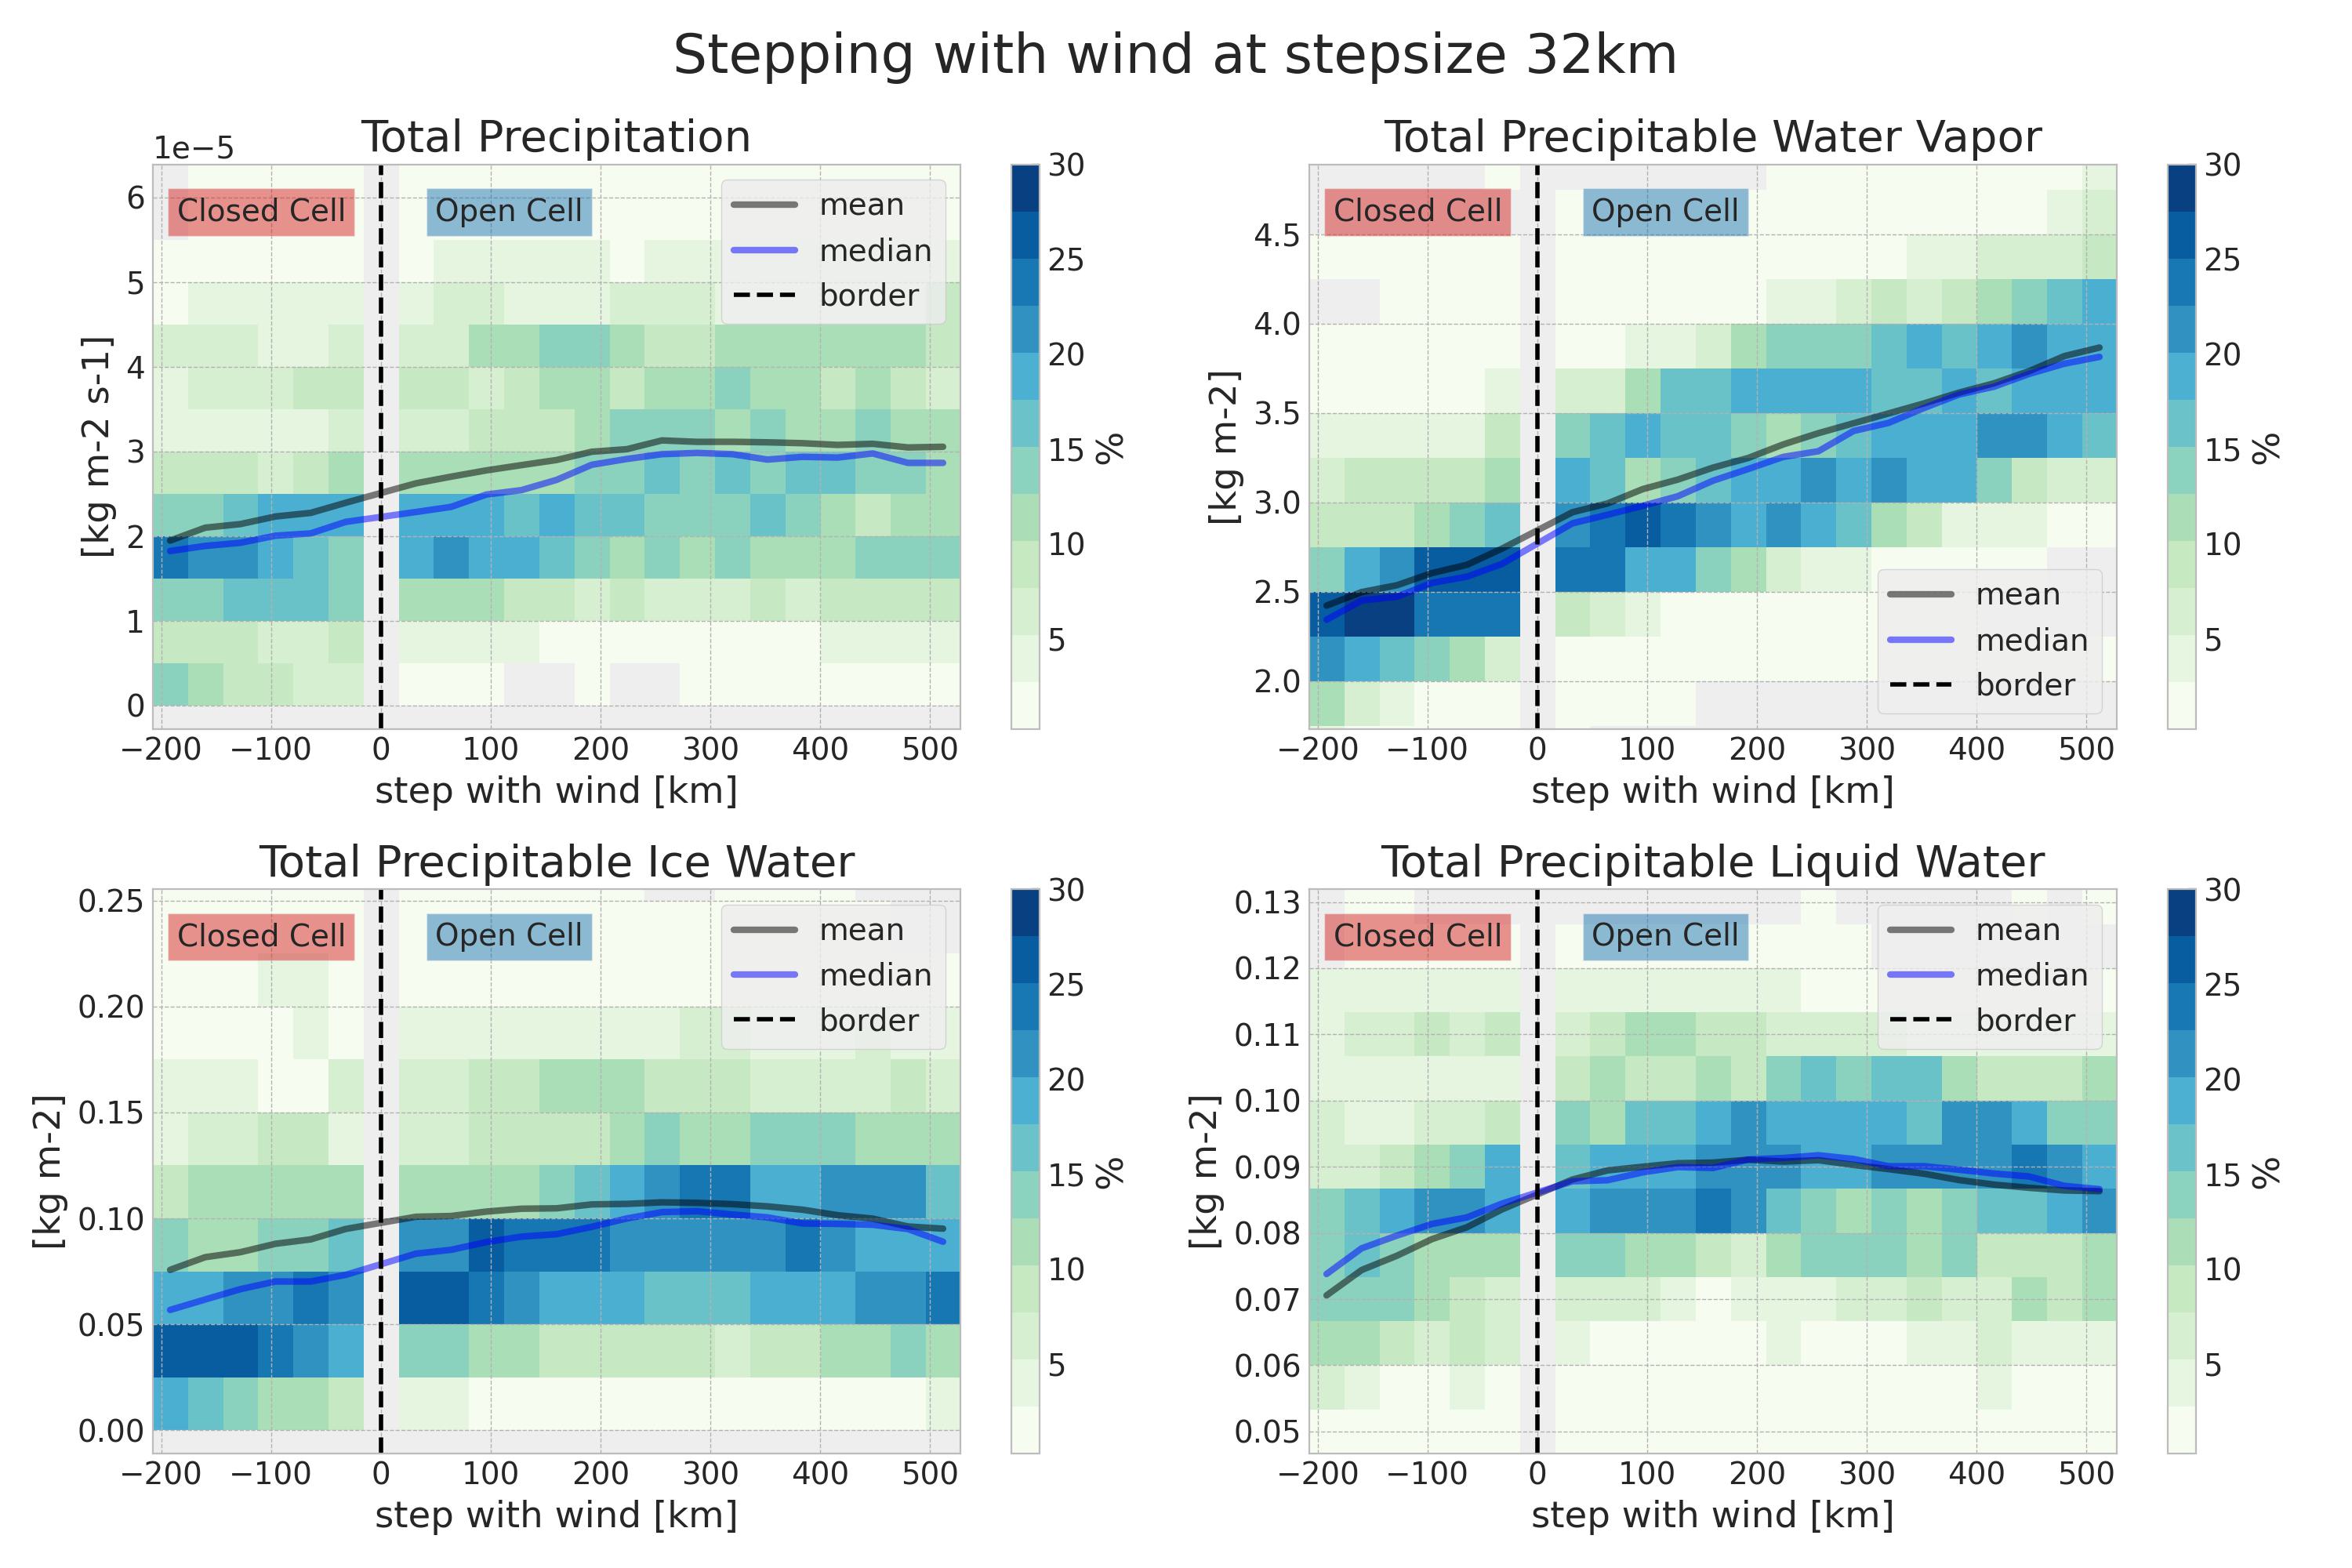 Stepping with wind at stepsize 32km
Total Precipitation
1e−5
Closed Cell
Open Cell
mean
median
border
6
5
4
3
2
1
0
[kg m-2 s-1]
−200 −100 0 100 200 300 400 500
step with wind [km]
30
25
20
15
10
5
%
Total Precipitable Water Vapor
Closed Cell
Open Cell
4.5
4.0
3.5
3.0
2.5
2.0
[kg m-2]
mean
median
border
−200 −100 0 100 200 300 400 500
step with wind [km]
30
25
20
15
10
5
%
Total Precipitable Ice Water
Closed Cell
Open Cell
mean
median
border
0.25
0.20
0.15
0.10
0.05
0.00
[kg m-2]
−200 −100 0 100 200 300 400 500
step with wind [km]
30
25
20
15
10
5
%
Total Precipitable Liquid Water
Closed Cell
Open Cell
mean
median
border
0.13
0.12
0.11
0.10
0.09
0.08
0.07
0.06
0.05
[kg m-2]
−200 −100 0 100 200 300 400 500
step with wind [km]
30
25
20
15
10
5
%